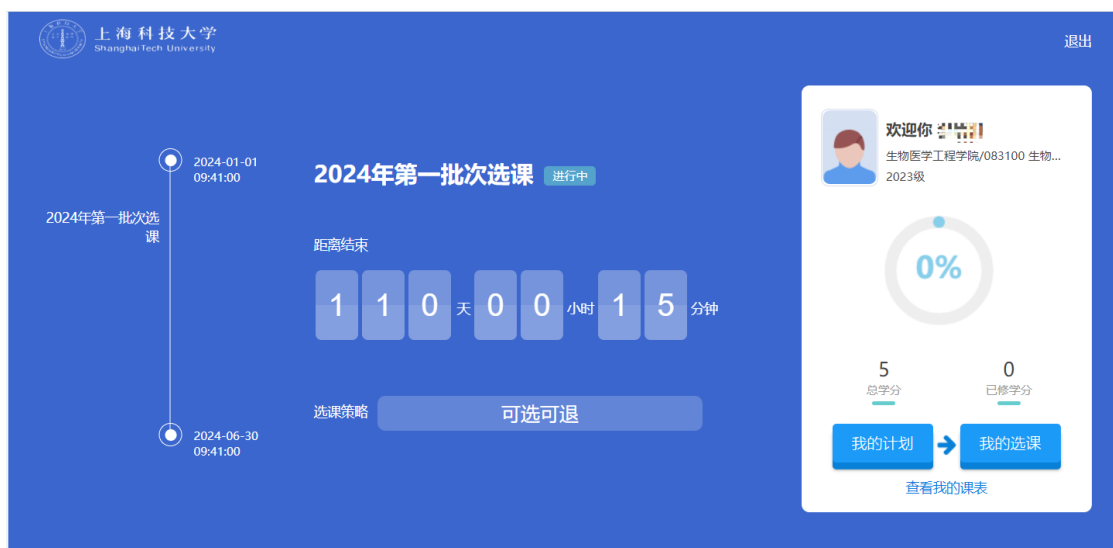 上海科技大学
ShanghaiTech University
退出
2024-01-01
09:41:00
2024年第一批次选
课
2024-06-30
09:41:00
2024年第一批次选课 进行中
距离结束
110天00小时15分钟
选课策略 可选可退
欢迎你
生物医学工程学院/083100 生物...
2023级
0%
5 0
总学分 已修学分
我的计划 我的选课
查看我的课表